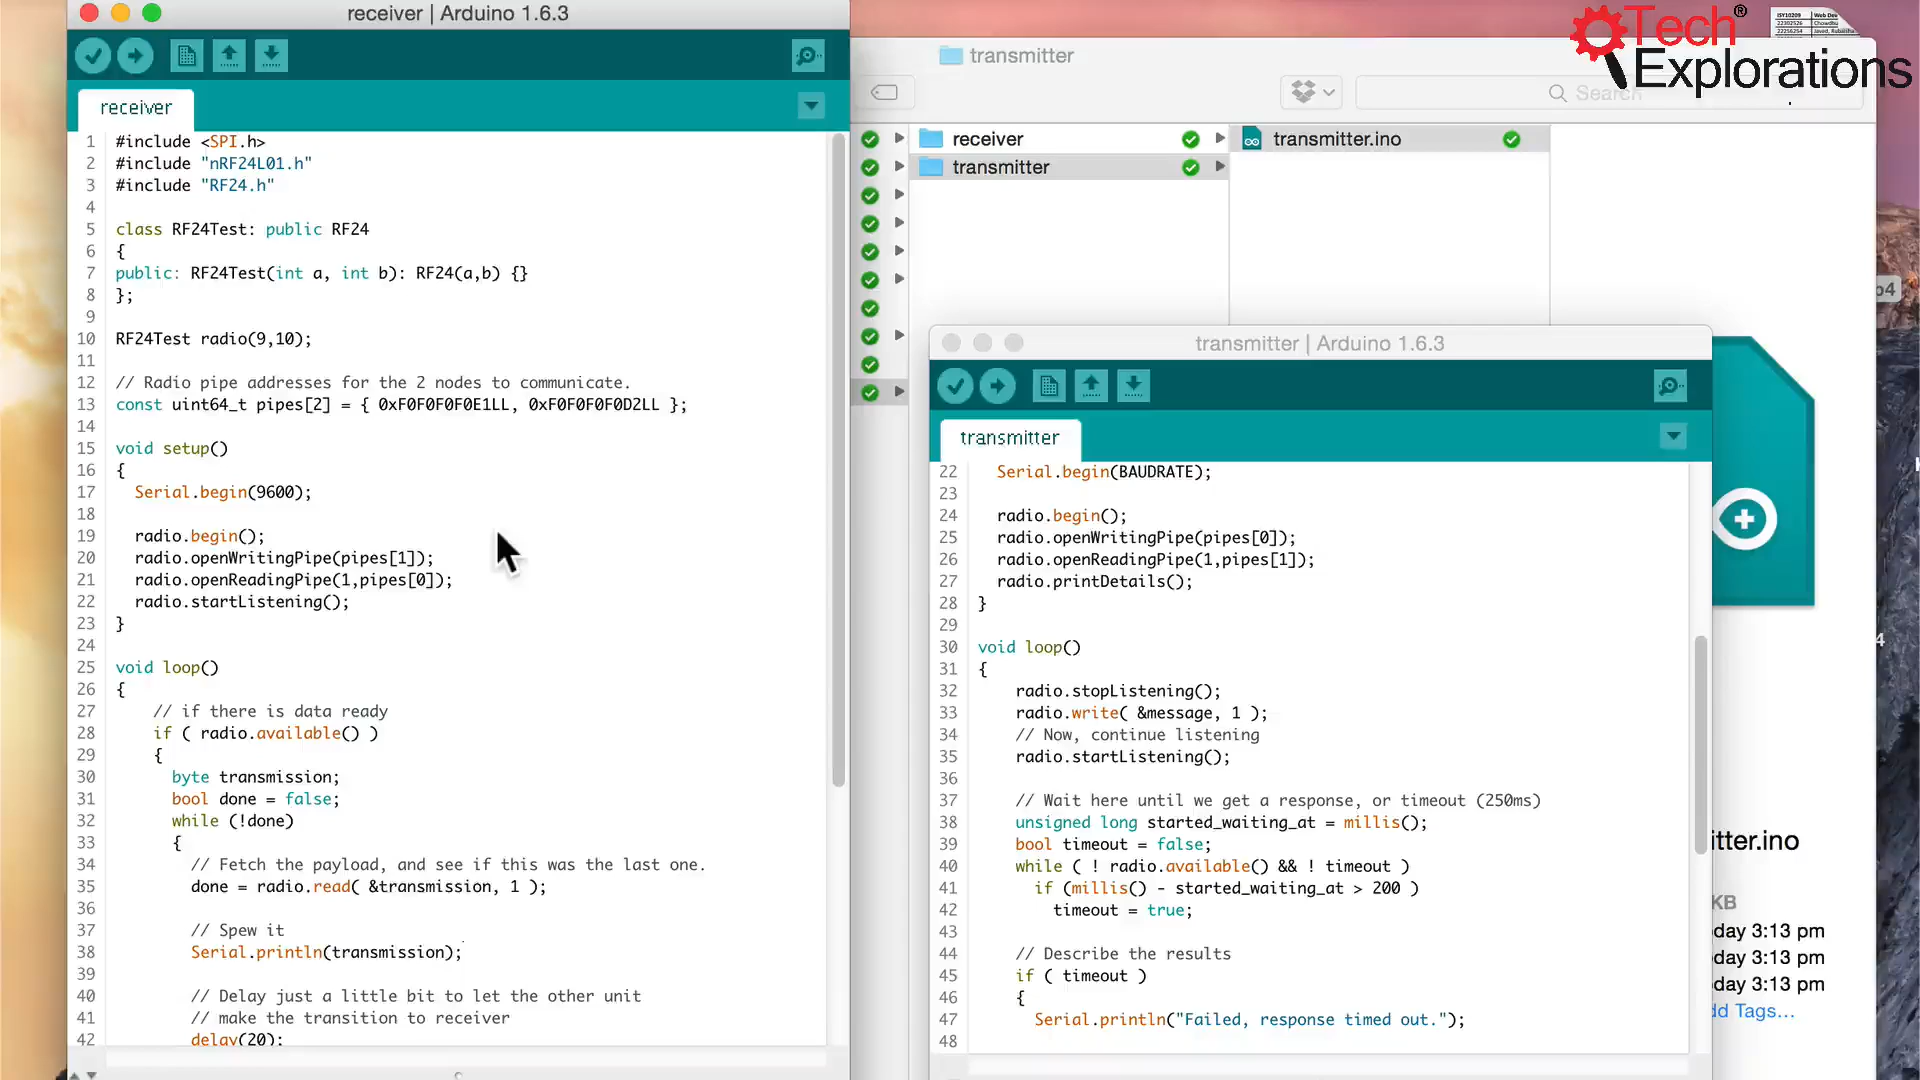 receiver | Arduino 1.6.3
receiver
1 #include <SPI.h>
2 #include "nRF24L01.h"
3 #include "RF24.h"
4
5 class RF24Test: public RF24
6 {
7 public: RF24Test(int a, int b): RF24(a,b) {}
8 };
9
10 RF24Test radio(9,10);
11
12 // Radio pipe addresses for the 2 nodes to communicate.
13 const uint64_t pipes[2] = { 0xF0F0F0F0E1LL, 0xF0F0F0F0D2LL };
14
15 void setup()
16 {
17 Serial.begin(9600);
18
19 radio.begin();
20 radio.openWritingPipe(pipes[1]);
21 radio.openReadingPipe(1,pipes[0]);
22 radio.startListening();
23 }
24
25 void loop()
26 {
27 // if there is data ready
28 if ( radio.available() )
29 {
30 byte transmission;
31 bool done = false;
32 while (!done)
33 {
34 // Fetch the payload, and see if this was the last one.
35 done = radio.read( &transmission, 1 );
36
37 // Spew it
38 Serial.println(transmission);
39
40 // Delay just a little bit to let the other unit
41 // make the transition to receiver
42 delay(20);
transmitter
Search
Tech®
Explorations
receiver
transmitter
transmitter.ino
transmitter | Arduino 1.6.3
transmitter
22 Serial.begin(BAUDRATE);
23
24 radio.begin();
25 radio.openWritingPipe(pipes[0]);
26 radio.openReadingPipe(1,pipes[1]);
27 radio.printDetails();
28 }
29
30 void loop()
31 {
32 radio.stopListening();
33 radio.write( &message, 1 );
34 // Now, continue listening
35 radio.startListening();
36
37 // Wait here until we get a response, or timeout (250ms)
38 unsigned long started_waiting_at = millis();
39 bool timeout = false;
40 while ( ! radio.available() && ! timeout )
41 if (millis() - started_waiting_at > 200 )
42 timeout = true;
43
44 // Describe the results
45 if ( timeout )
46 {
47 Serial.println("Failed, response timed out.");
48
itter.ino
KB
day 3:13 pm
day 3:13 pm
day 3:13 pm
dd Tags…